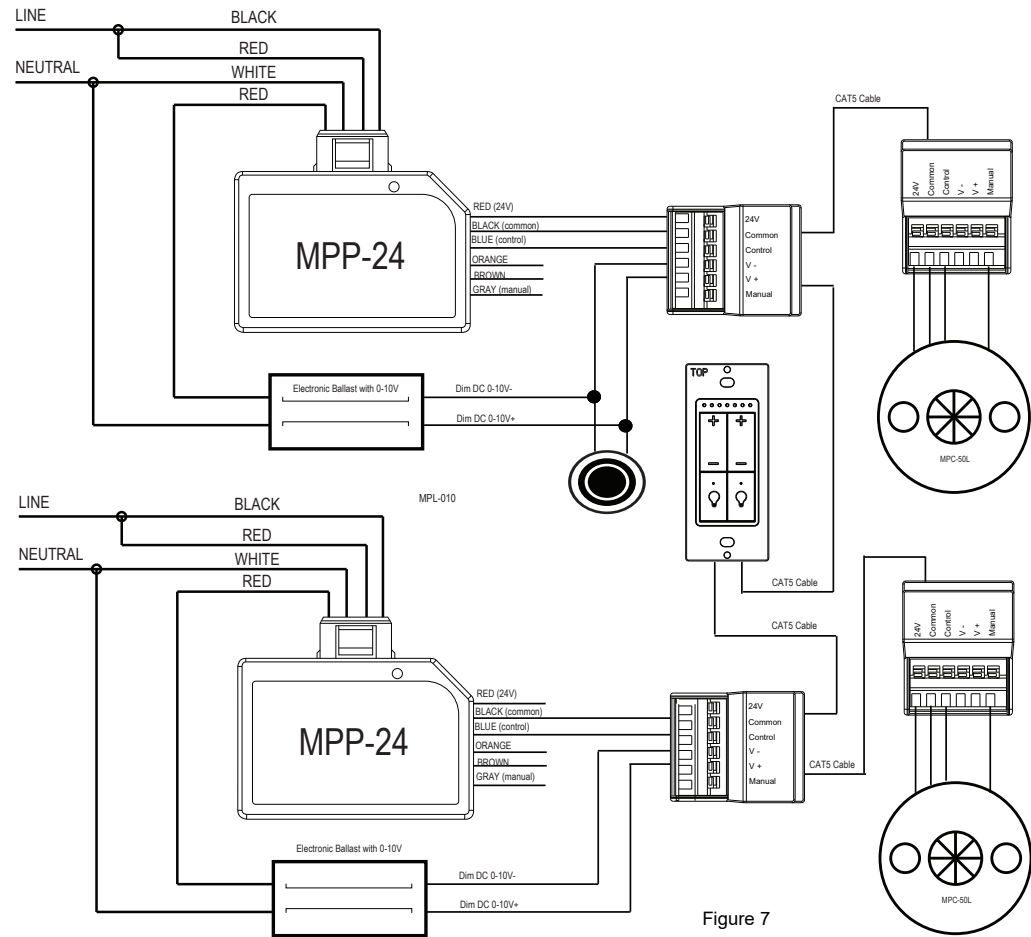 LINE
BLACK
RED
NEUTRAL
WHITE
RED
CAT5 Cable
24V
Common
Control
V -
V +
Manual
MPP-24
RED (24V)
BLACK (common)
BLUE (control)
ORANGE
BROWN
GRAY (manual)
24V
Common
Control
V -
V +
Manual
Electronic Ballast with 0-10V
Dim DC 0-10V-
Dim DC 0-10V+
TOP
MPC-50L
MPL-010
LINE
BLACK
RED
NEUTRAL
WHITE
RED
CAT5 Cable
CAT5 Cable
24V
Common
Control
V -
V +
Manual
MPP-24
RED (24V)
BLACK (common)
BLUE (control)
ORANGE
BROWN
GRAY (manual)
24V
Common
Control
V -
V +
Manual
CAT5 Cable
Electronic Ballast with 0-10V
Dim DC 0-10V-
Dim DC 0-10V+
MPC-50L
Figure 7